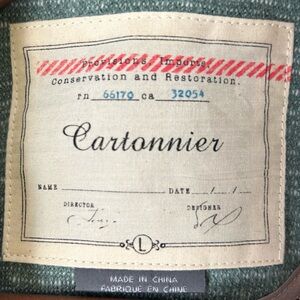 Provisions, Imports,
Conservation and Restoration.
rn 66170 ca 32054
Cartonnier
NAME DATE / /
DIRECTOR DESIGNER
L
MADE IN CHINA
FABRIQUE EN CHINE